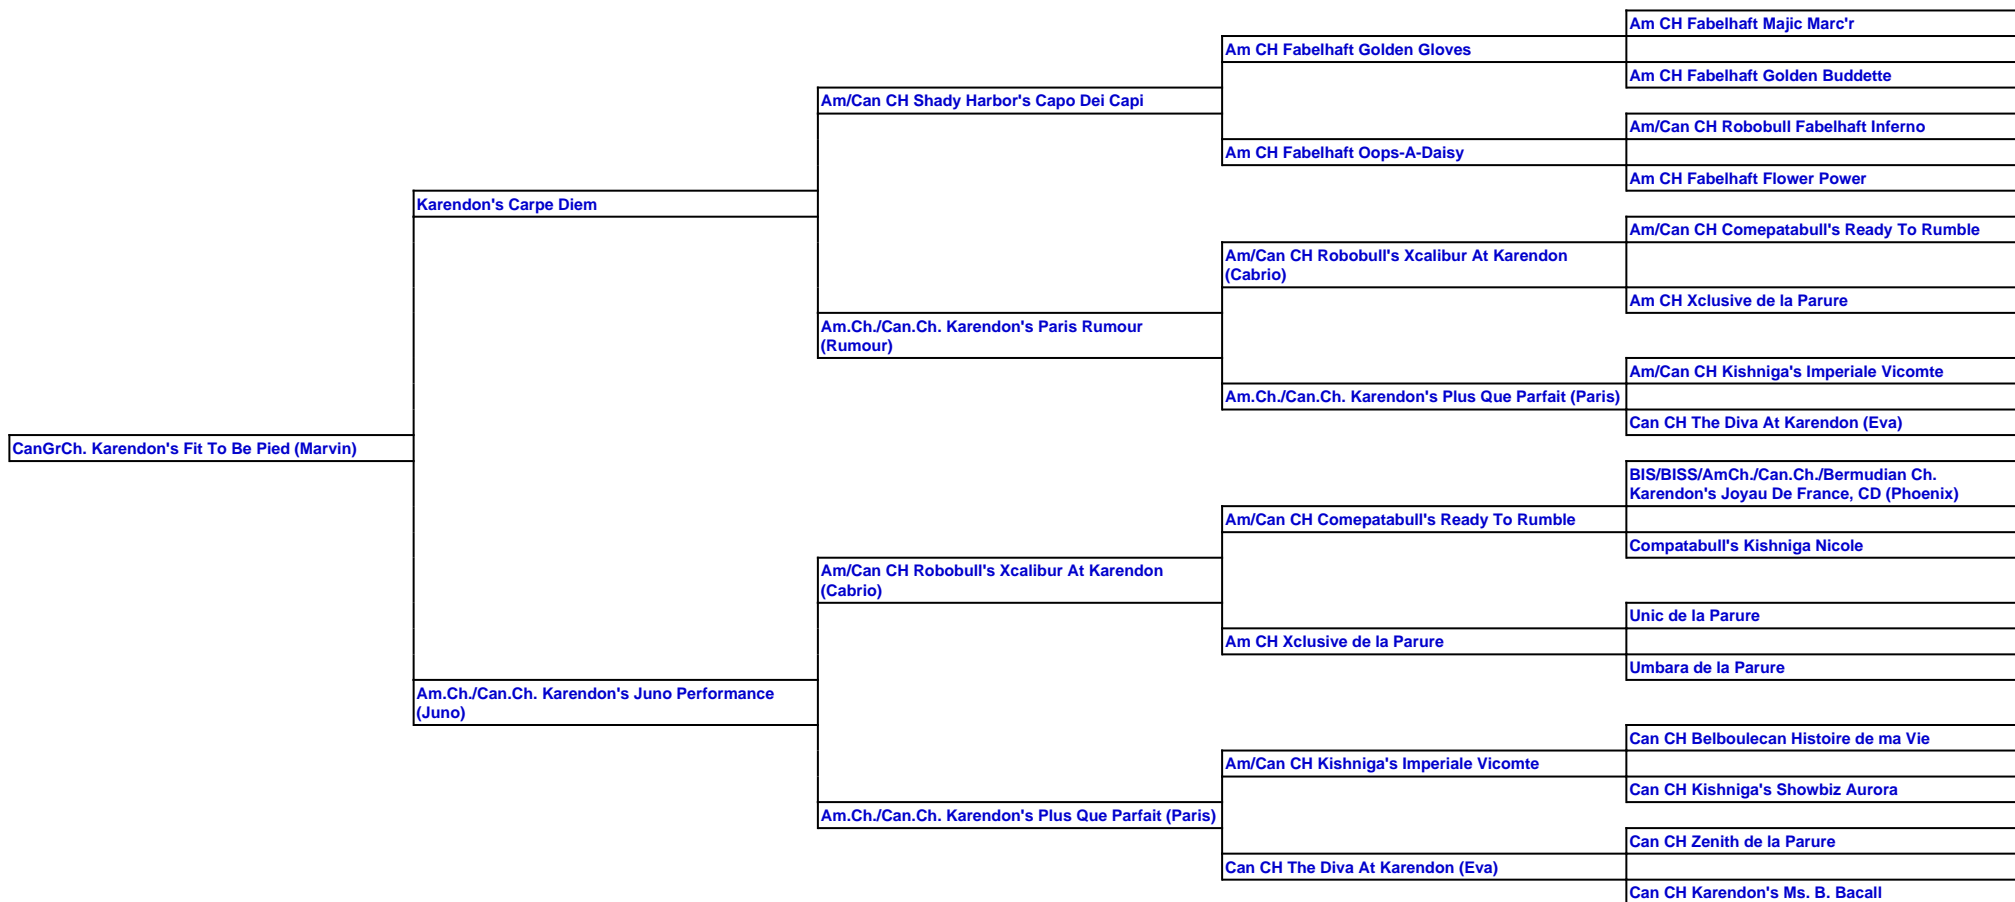 Am CH Fabelhaft Majic Marc'r
Am CH Fabelhaft Golden Gloves
Am CH Fabelhaft Golden Buddette
Am/Can CH Shady Harbor's Capo Dei Capi
Am/Can CH Robobull Fabelhaft Inferno
Am CH Fabelhaft Oops-A-Daisy
Am CH Fabelhaft Flower Power
Karendon's Carpe Diem
Am/Can CH Comepatabull's Ready To Rumble
Am/Can CH Robobull's Xcalibur At Karendon
(Cabrio)
Am CH Xclusive de la Parure
Am.Ch./Can.Ch. Karendon's Paris Rumour
(Rumour)
Am/Can CH Kishniga's Imperiale Vicomte
Am.Ch./Can.Ch. Karendon's Plus Que Parfait (Paris)
Can CH The Diva At Karendon (Eva)
CanGrCh. Karendon's Fit To Be Pied (Marvin)
BIS/BISS/AmCh./Can.Ch./Bermudian Ch.
Karendon's Joyau De France, CD (Phoenix)
Am/Can CH Comepatabull's Ready To Rumble
Compatabull's Kishniga Nicole
Am/Can CH Robobull's Xcalibur At Karendon
(Cabrio)
Unic de la Parure
Am CH Xclusive de la Parure
Umbara de la Parure
Am.Ch./Can.Ch. Karendon's Juno Performance
(Juno)
Can CH Belboulecan Histoire de ma Vie
Am/Can CH Kishniga's Imperiale Vicomte
Can CH Kishniga's Showbiz Aurora
Am.Ch./Can.Ch. Karendon's Plus Que Parfait (Paris)
Can CH Zenith de la Parure
Can CH The Diva At Karendon (Eva)
Can CH Karendon's Ms. B. Bacall